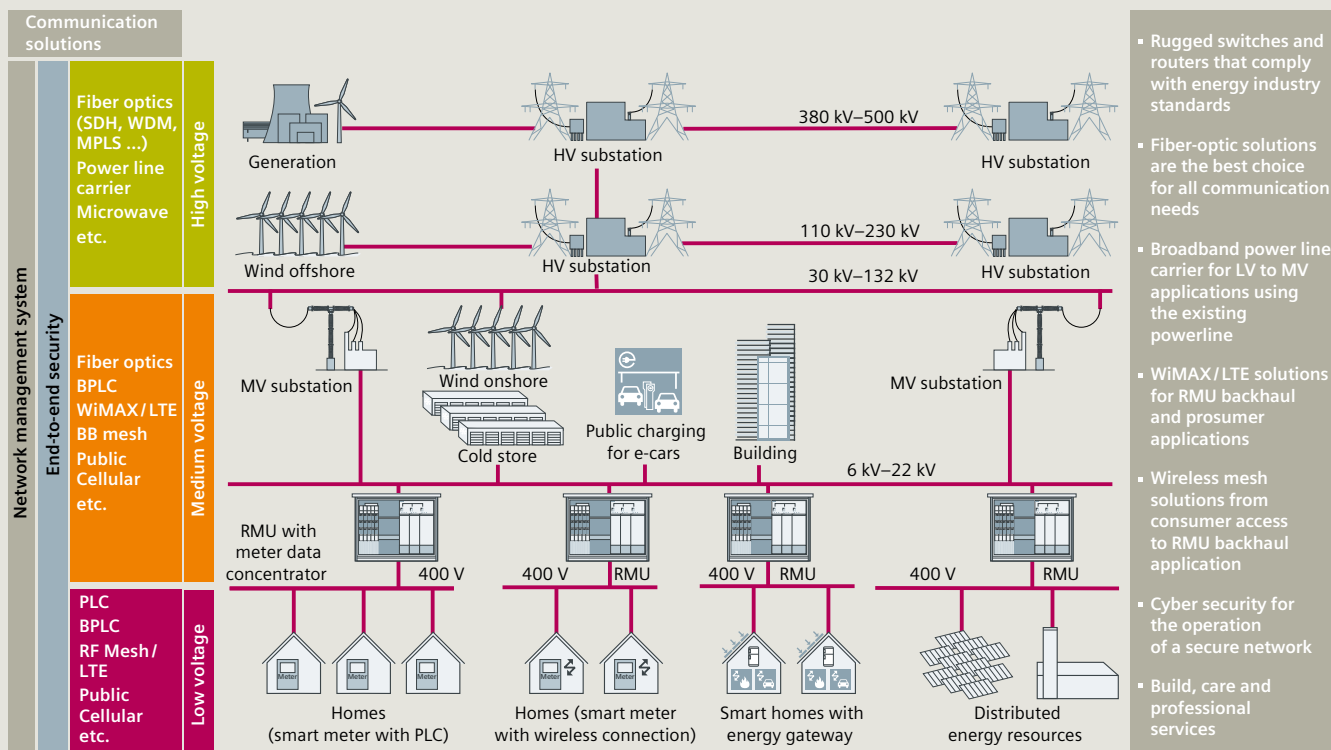 Communication
solutions
Network management system
End-to-end security
Fiber optics
(SDH, WDM,
MPLS ...)
Power line
carrier
Microwave
etc.
High voltage
Fiber optics
BPLC
WiMAX/LTE
BB mesh
Public
Cellular
etc.
Medium voltage
PLC
BPLC
RF Mesh/
LTE
Public
Cellular
etc.
Low voltage
Generation
HV substation
380 kV–500 kV
HV substation
Wind offshore
HV substation
110 kV–230 kV
HV substation
30 kV–132 kV
MV substation
Wind onshore
Cold store
Public charging
for e-cars
Building
MV substation
6 kV–22 kV
RMU with
meter data
concentrator
400 V
400 V
RMU
400 V
RMU
400 V
RMU
Meter
Meter
Meter
Meter
Meter
Homes
(smart meter with PLC)
Homes (smart meter
with wireless connection)
Smart homes with
energy gateway
Distributed
energy resources
▪ Rugged switches and
routers that comply
with energy industry
standards
▪ Fiber-optic solutions
are the best choice
for all communication
needs
▪ Broadband power line
carrier for LV to MV
applications using
the existing
powerline
▪ WiMAX/LTE solutions
for RMU backhaul
and prosumer
applications
▪ Wireless mesh
solutions from
consumer access
to RMU backhaul
application
▪ Cyber security for
the operation
of a secure network
▪ Build, care and
professional
services